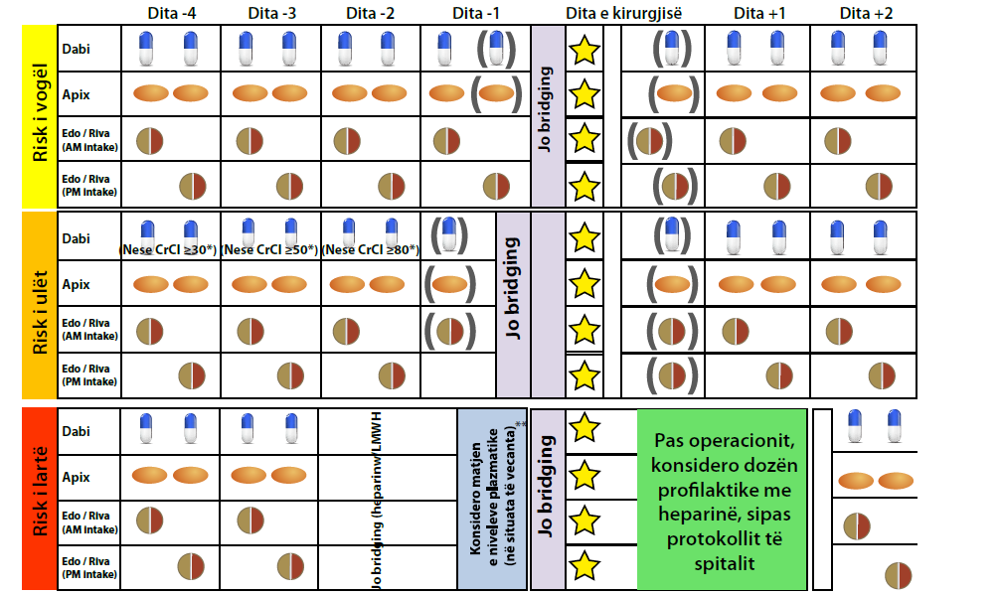 Dita -4 Dita -3 Dita -2 Dita -1 Dita e kirurgjisë Dita +1 Dita +2
Risk i vogël
Dabi
Apix
Edo / RIva
(AM Intake)
Edo / Riva
(PM Intake)
Jo bridging
Risk i ulët
Dabi
(Nese CrCl ≥30*) (Nese CrCl ≥50*) (Nese CrCl ≥80*)
Apix
Edo / RIva
(AM Intake)
Edo / Riva
(PM Intake)
Jo bridging
Risk i lartë
Dabi
Apix
Edo / RIva
(AM Intake)
Edo / Riva
(PM Intake)
Jo bridging (heparinw/LMWH
Konsidero matjen
e niveleve plazmatike
(në situata të vecanta)**
Jo bridging
Pas operacionit,
konsidero dozën
profilaktike me
heparinë, sipas
protokollit të
spitalit